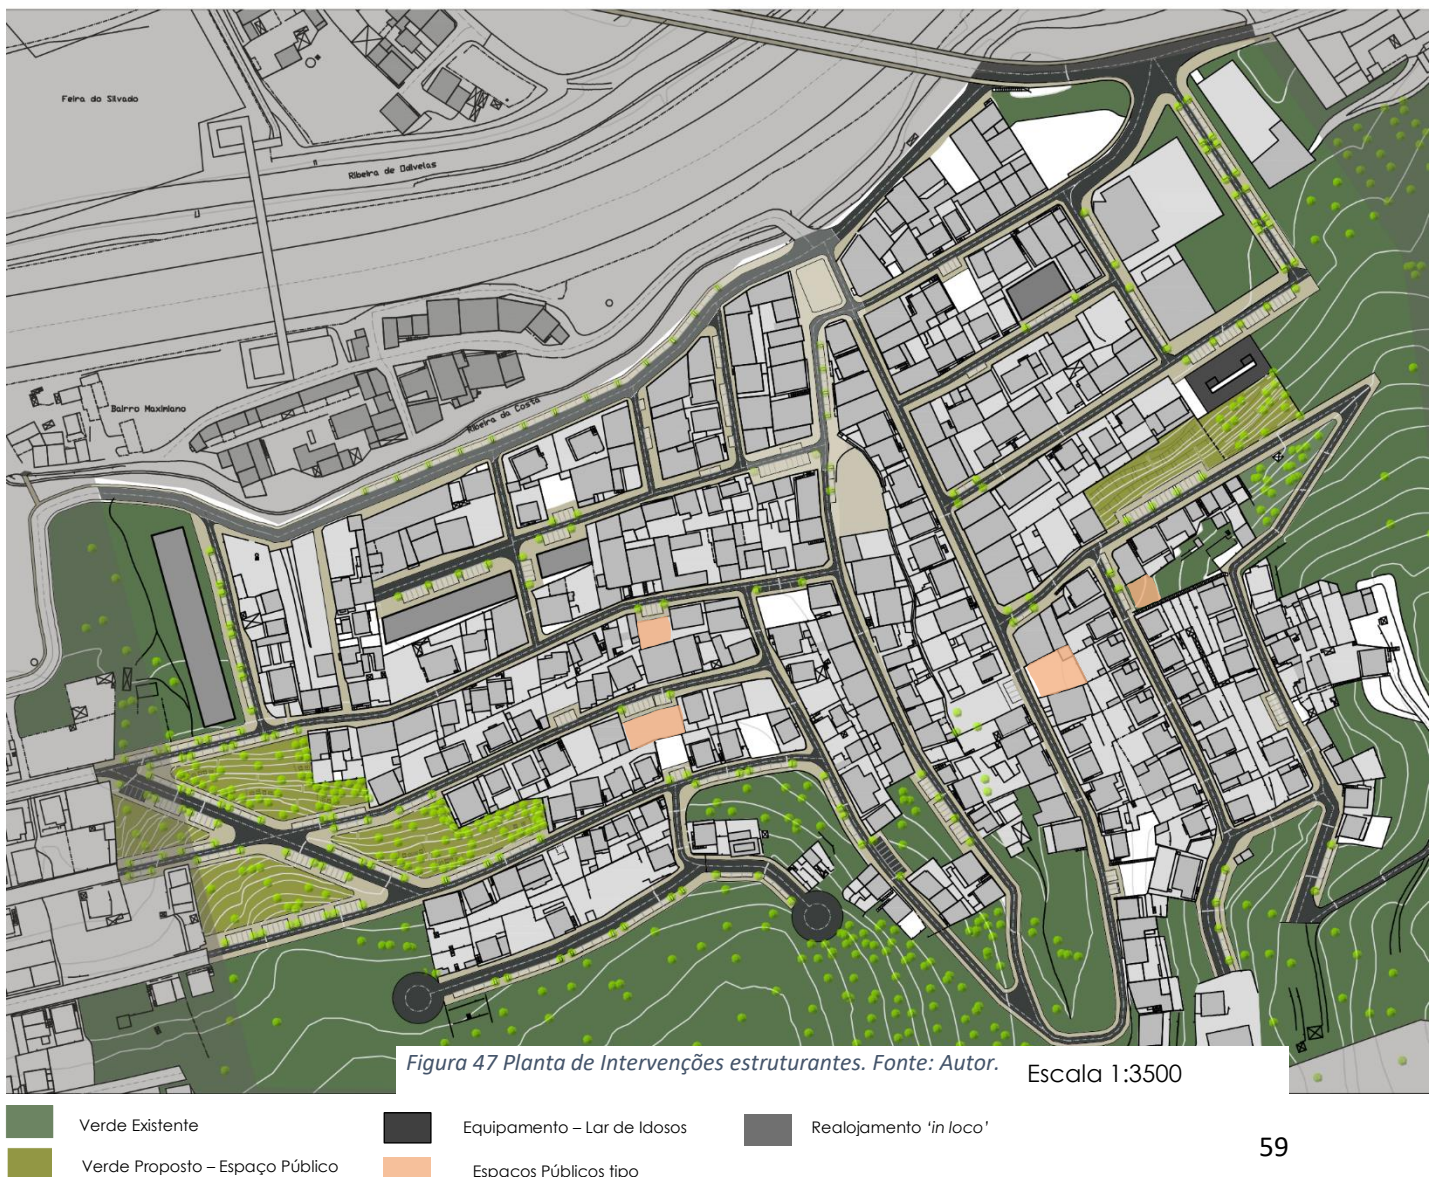 Feira do Silvado
Ribeira de Odivelas
Bairro Maximiano
Ribeira da Costa
Figura 47 Planta de Intervenções estruturantes. Fonte: Autor.
Escala 1:3500
Verde Existente
Equipamento – Lar de Idosos
Realojamento 'in loco'
Verde Proposto – Espaço Público
Espaços Públicos tipo
59